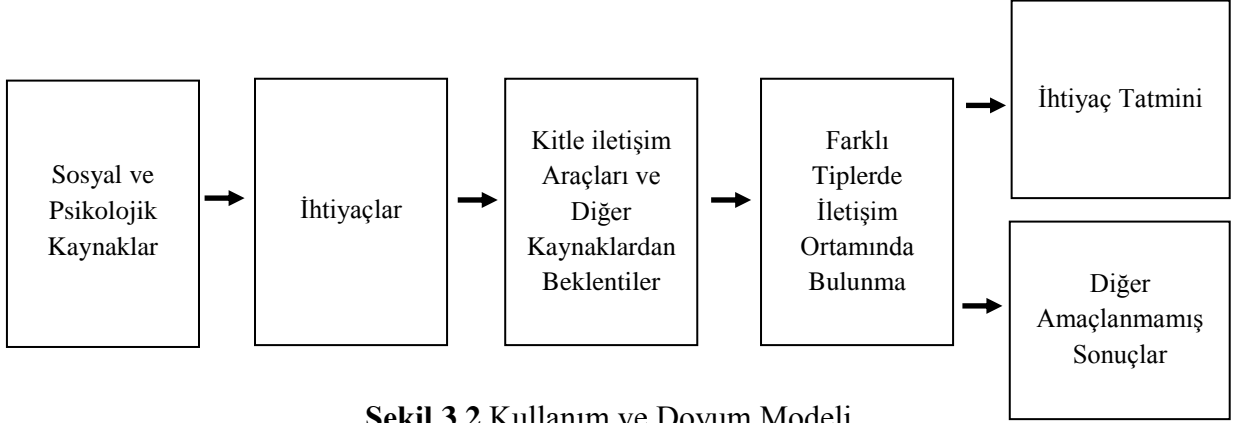 Sosyal ve
Psikolojik
Kaynaklar
İhtiyaçlar
Kitle iletişim
Araçları ve
Diğer
Kaynaklardan
Beklentiler
Farklı
Tiplerde
İletişim
Ortamında
Bulunma
İhtiyaç Tatmini
Diğer
Amaçlanmamış
Sonuçlar
Şekil 3.2 Kullanım ve Doyum Modeli